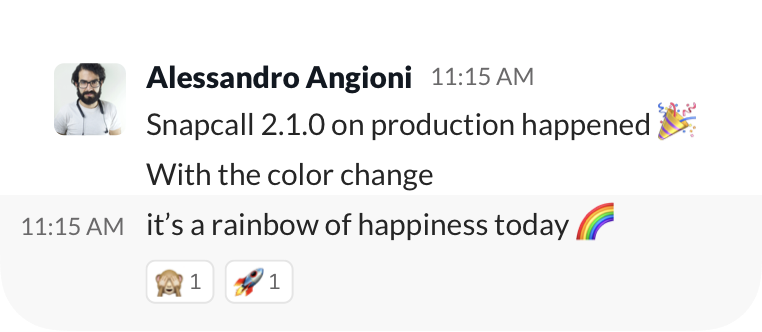 Alessandro Angioni 11:15 AM
Snapcall 2.1.0 on production happened 🎉
With the color change
11:15 AM it’s a rainbow of happiness today 🌈
🙈 1 🚀 1